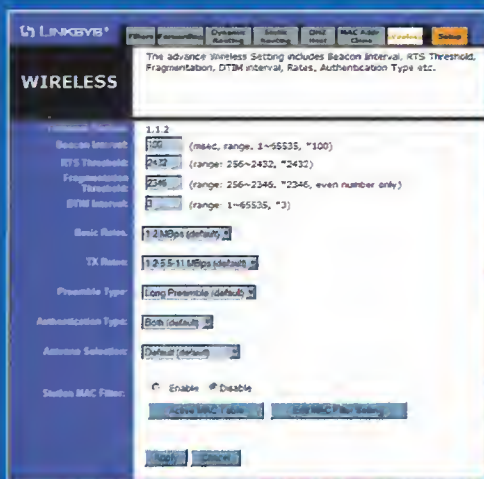 LINKSYS®
Filters Forwarding Dynamic Routing Static Routing DMZ Host MAC Addr. Clone Wireless Setup
WIRELESS
The advance Wireless Setting includes Beacon Interval, RTS Threshold, Fragmentation, DTIM interval, Rates, Authentication Type etc.
1.1.2
Beacon Interval: 100 (msec, range: 1~65535, *100)
RTS Threshold: 2432 (range: 256~2432, *2432)
Fragmentation Threshold: 2346 (range: 256~2346, *2346, even number only)
DTIM Interval: 3 (range: 1~65535, *3)
Basic Rates: 1-2 MBps (default)
TX Rates: 1-2-5.5-11 MBps (default)
Preamble Type: Long Preamble (default)
Authentication Type: Both (default)
Antenna Selection: Default (default)
Station MAC Filter: Enable Disable
Active MAC Table Edit MAC Filter Setting
Apply Cancel